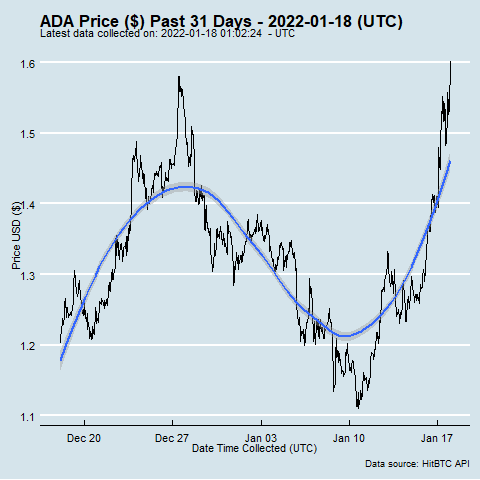 ADA Price ($) Past 31 Days - 2022-01-18 (UTC)
Latest data collected on: 2022-01-18 01:02:24 - UTC
1.6
1.5
1.4
1.3
1.2
1.1
Price USD ($)
Dec 20 Dec 27 Jan 03 Jan 10 Jan 17
Date Time Collected (UTC)
Data source: HitBTC API